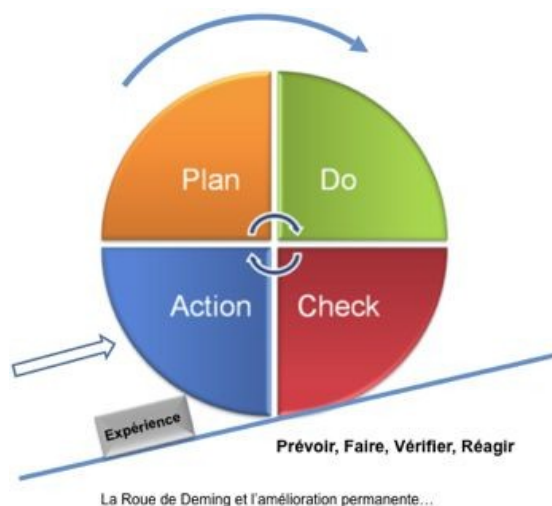 Plan
Do
Action
Check
Expérience
Prévoir, Faire, Vérifier, Réagir
La Roue de Deming et l'amélioration permanente…